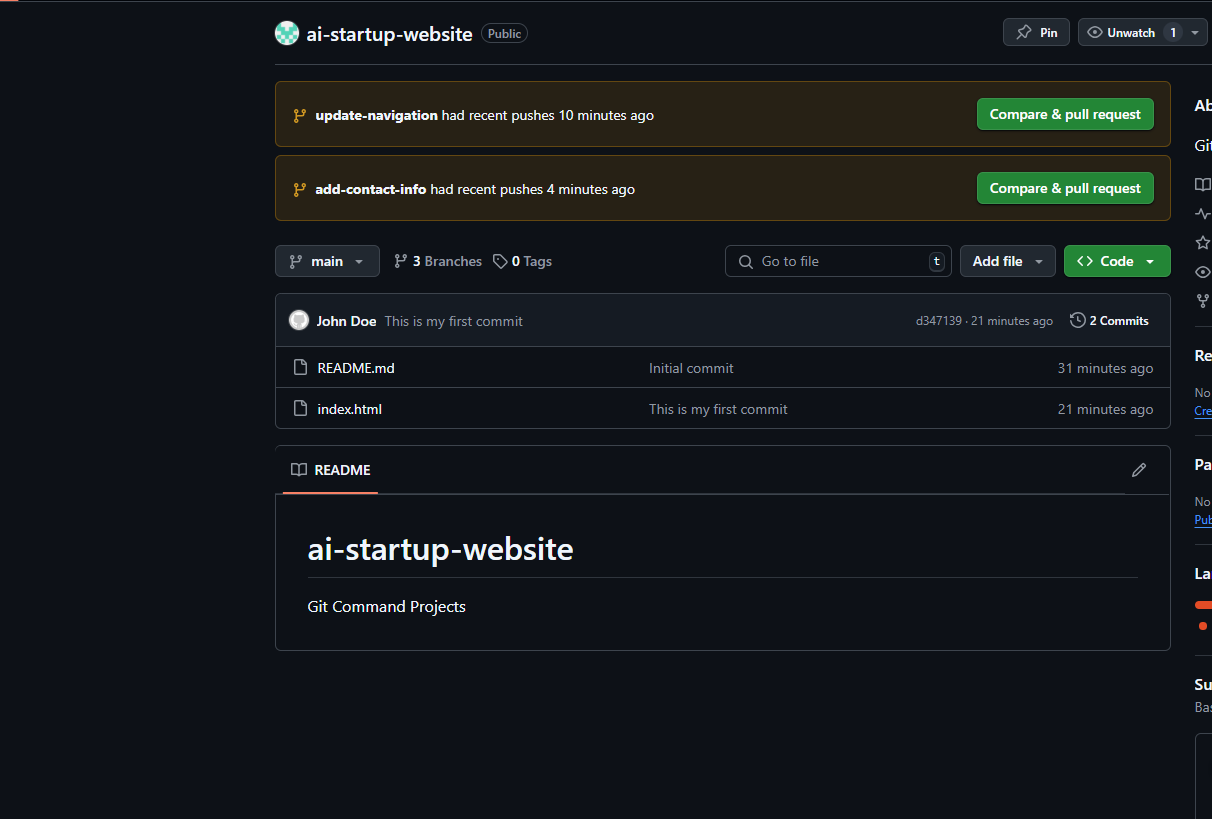 ai-startup-website Public Pin Unwatch 1
update-navigation had recent pushes 10 minutes ago Compare & pull request
add-contact-info had recent pushes 4 minutes ago Compare & pull request
main 3 Branches 0 Tags Go to file t Add file Code
John Doe This is my first commit d347139 · 21 minutes ago 2 Commits
README.md Initial commit 31 minutes ago
index.html This is my first commit 21 minutes ago
README
ai-startup-website
Git Command Projects
Ab
Git
Re
No
Cre
Pa
No
Pub
La
Su
Bas